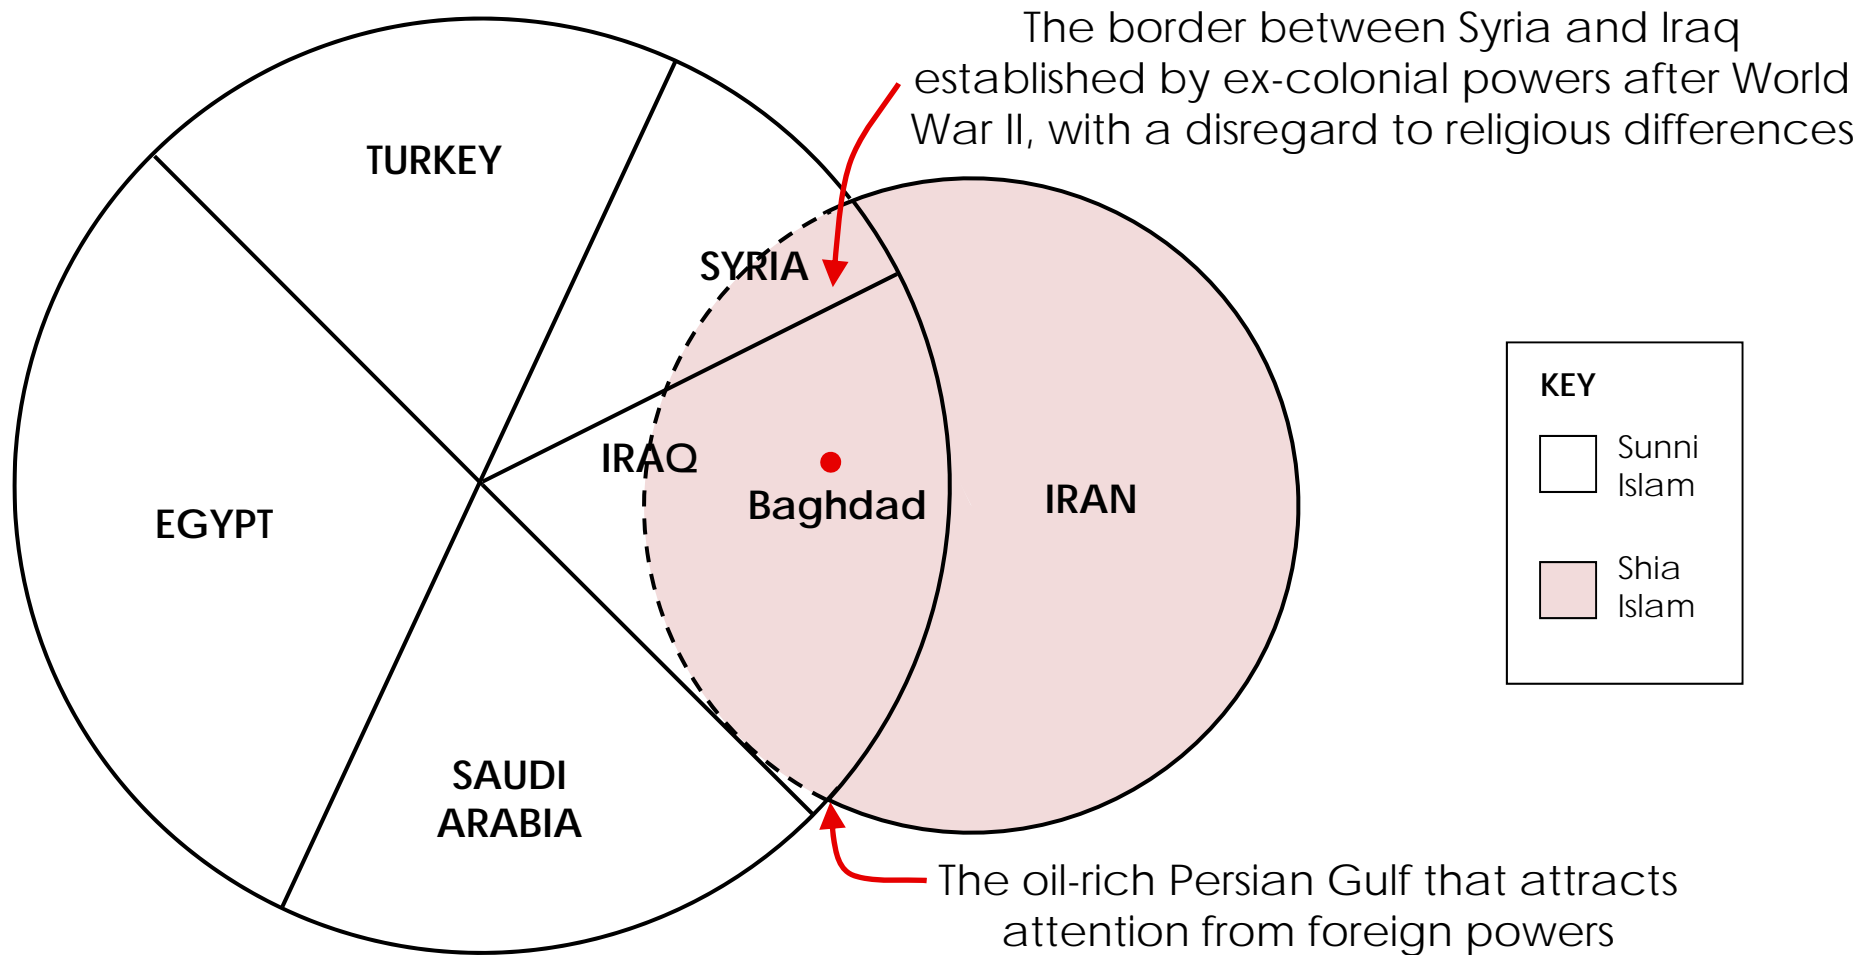 The border between Syria and Iraq
established by ex-colonial powers after World
War II, with a disregard to religious differences
TURKEY
SYRIA
IRAQ
Baghdad
IRAN
EGYPT
SAUDI
ARABIA
KEY
Sunni
Islam
Shia
Islam
The oil-rich Persian Gulf that attracts
attention from foreign powers